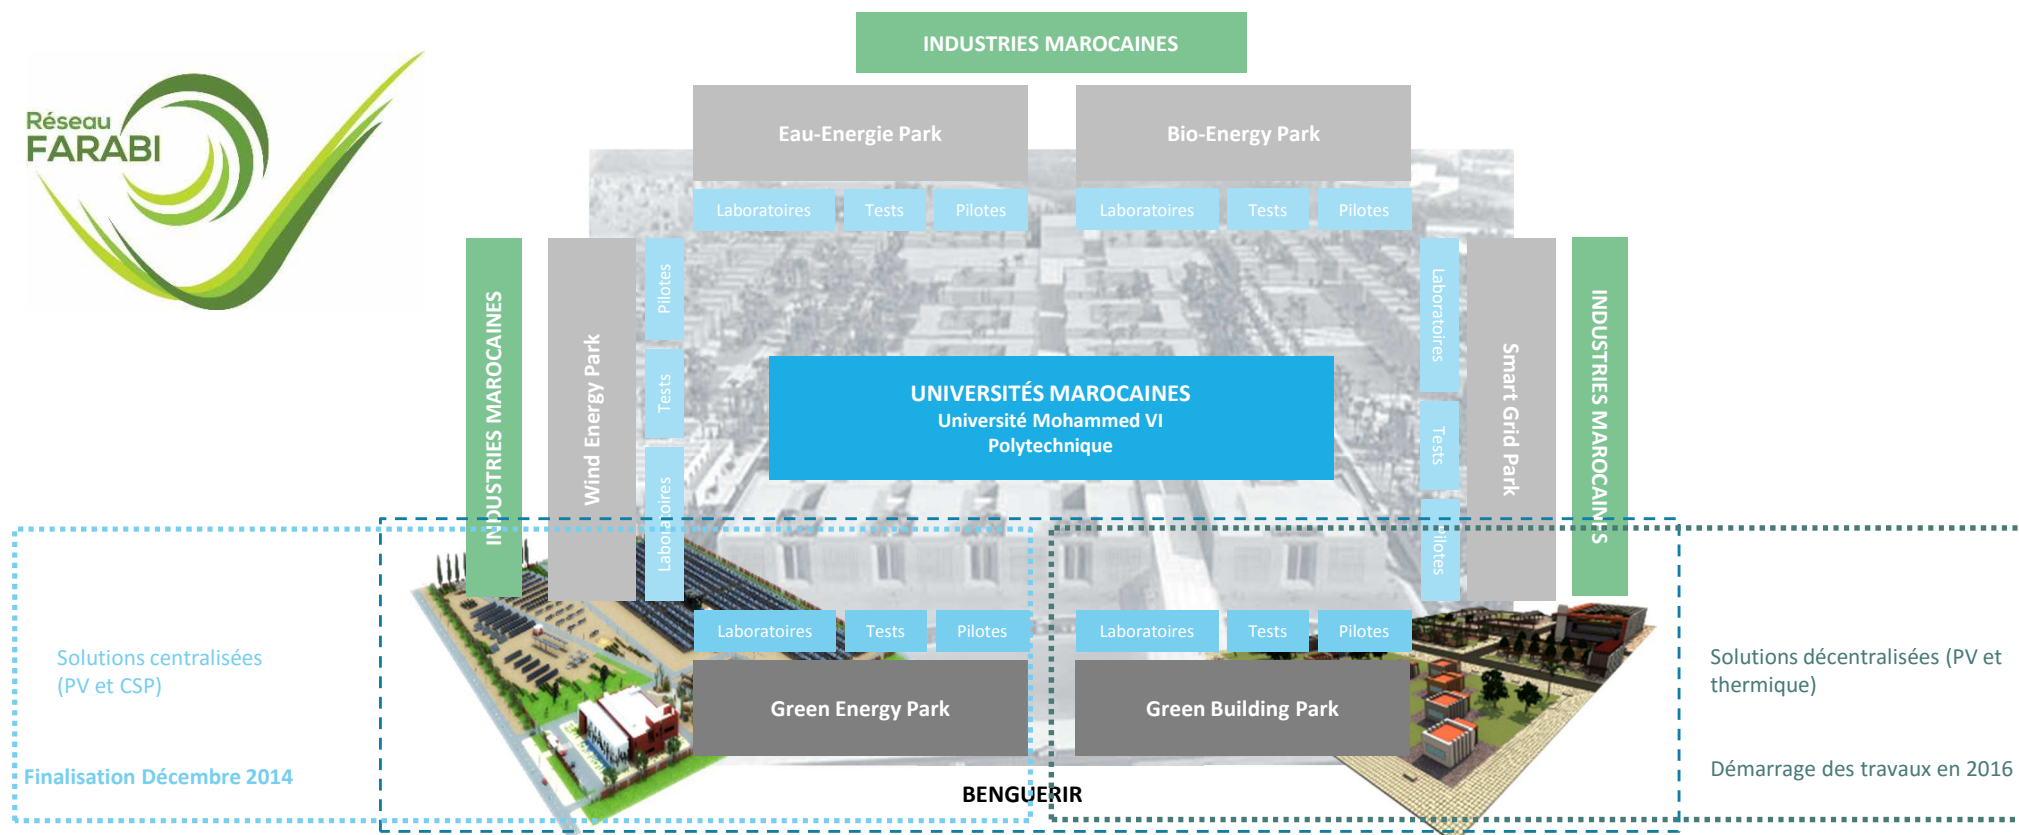 INDUSTRIES MAROCAINES
Réseau
FARABI
Eau-Energie Park
Bio-Energy Park
Laboratoires
Tests
Pilotes
Laboratoires
Tests
Pilotes
INDUSTRIES MAROCAINES
Wind Energy Park
Pilotes
Tests
Laboratoires
UNIVERSITÉS MAROCAINES
Université Mohammed VI
Polytechnique
Laboratoires
Tests
Pilotes
Smart Grid Park
INDUSTRIES MAROCAINES
Laboratoires
Tests
Pilotes
Laboratoires
Tests
Pilotes
Solutions centralisées
(PV et CSP)
Green Energy Park
Green Building Park
Solutions décentralisées (PV et
thermique)
Finalisation Décembre 2014
Démarrage des travaux en 2016
BENGUERIR